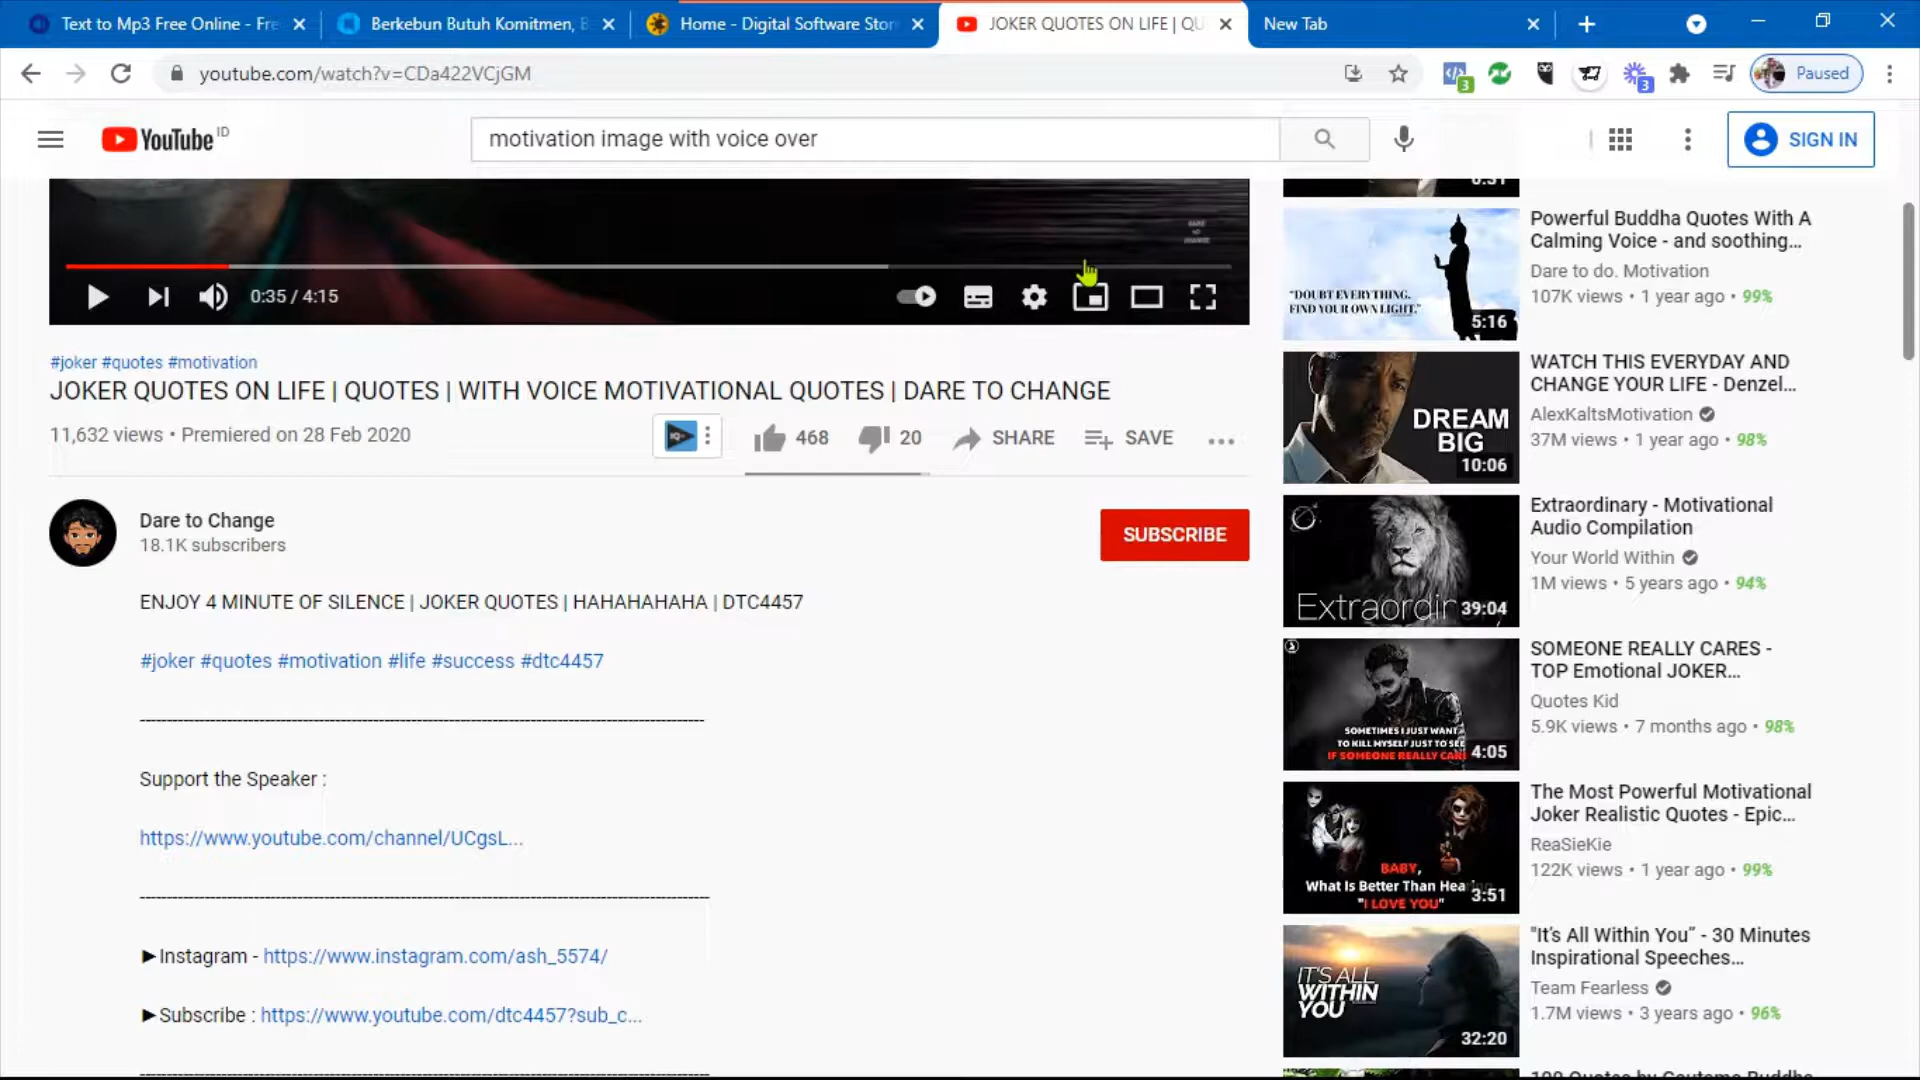 Text to Mp3 Free Online - Fre
Berkebun Butuh Komitmen, B
Home - Digital Software Stor
JOKER QUOTES ON LIFE | QU
New Tab
youtube.com/watch?v=CDa422VCjGM
3
3
Paused
YouTube ID
motivation image with voice over
SIGN IN
0:35 / 4:15
#joker #quotes #motivation
JOKER QUOTES ON LIFE | QUOTES | WITH VOICE MOTIVATIONAL QUOTES | DARE TO CHANGE
11,632 views • Premiered on 28 Feb 2020
468
20
SHARE
SAVE
Dare to Change
18.1K subscribers
SUBSCRIBE
ENJOY 4 MINUTE OF SILENCE | JOKER QUOTES | HAHAHAHAHA | DTC4457
#joker #quotes #motivation #life #success #dtc4457
Support the Speaker :
https://www.youtube.com/channel/UCgsL...
►Instagram - https://www.instagram.com/ash_5574/
►Subscribe : https://www.youtube.com/dtc4457?sub_c...
"DOUBT EVERYTHING.
FIND YOUR OWN LIGHT."
5:16
Powerful Buddha Quotes With A
Calming Voice - and soothing...
Dare to do. Motivation
107K views • 1 year ago • 99%
DREAM
BIG
10:06
WATCH THIS EVERYDAY AND
CHANGE YOUR LIFE - Denzel...
AlexKaltsMotivation
37M views • 1 year ago • 98%
Extraordin
39:04
Extraordinary - Motivational
Audio Compilation
Your World Within
1M views • 5 years ago • 94%
SOMETIMES I JUST WANT
TO KILL MYSELF JUST TO SEE
IF SOMEONE REALLY CARE
4:05
SOMEONE REALLY CARES -
TOP Emotional JOKER...
Quotes Kid
5.9K views • 7 months ago • 98%
BABY,
What Is Better Than Hea
"I LOVE YOU"
3:51
The Most Powerful Motivational
Joker Realistic Quotes - Epic...
ReaSieKie
122K views • 1 year ago • 99%
IT'S ALL
WITHIN
YOU
32:20
"It's All Within You" - 30 Minutes
Inspirational Speeches...
Team Fearless
1.7M views • 3 years ago • 96%